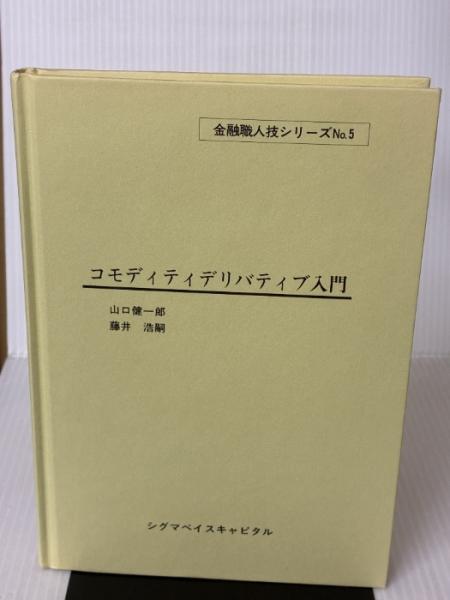 金融職人技シリーズNo.5
コモディティデリバティブ入門
山口健一郎
藤井 浩嗣
シグマベイスキャピタル